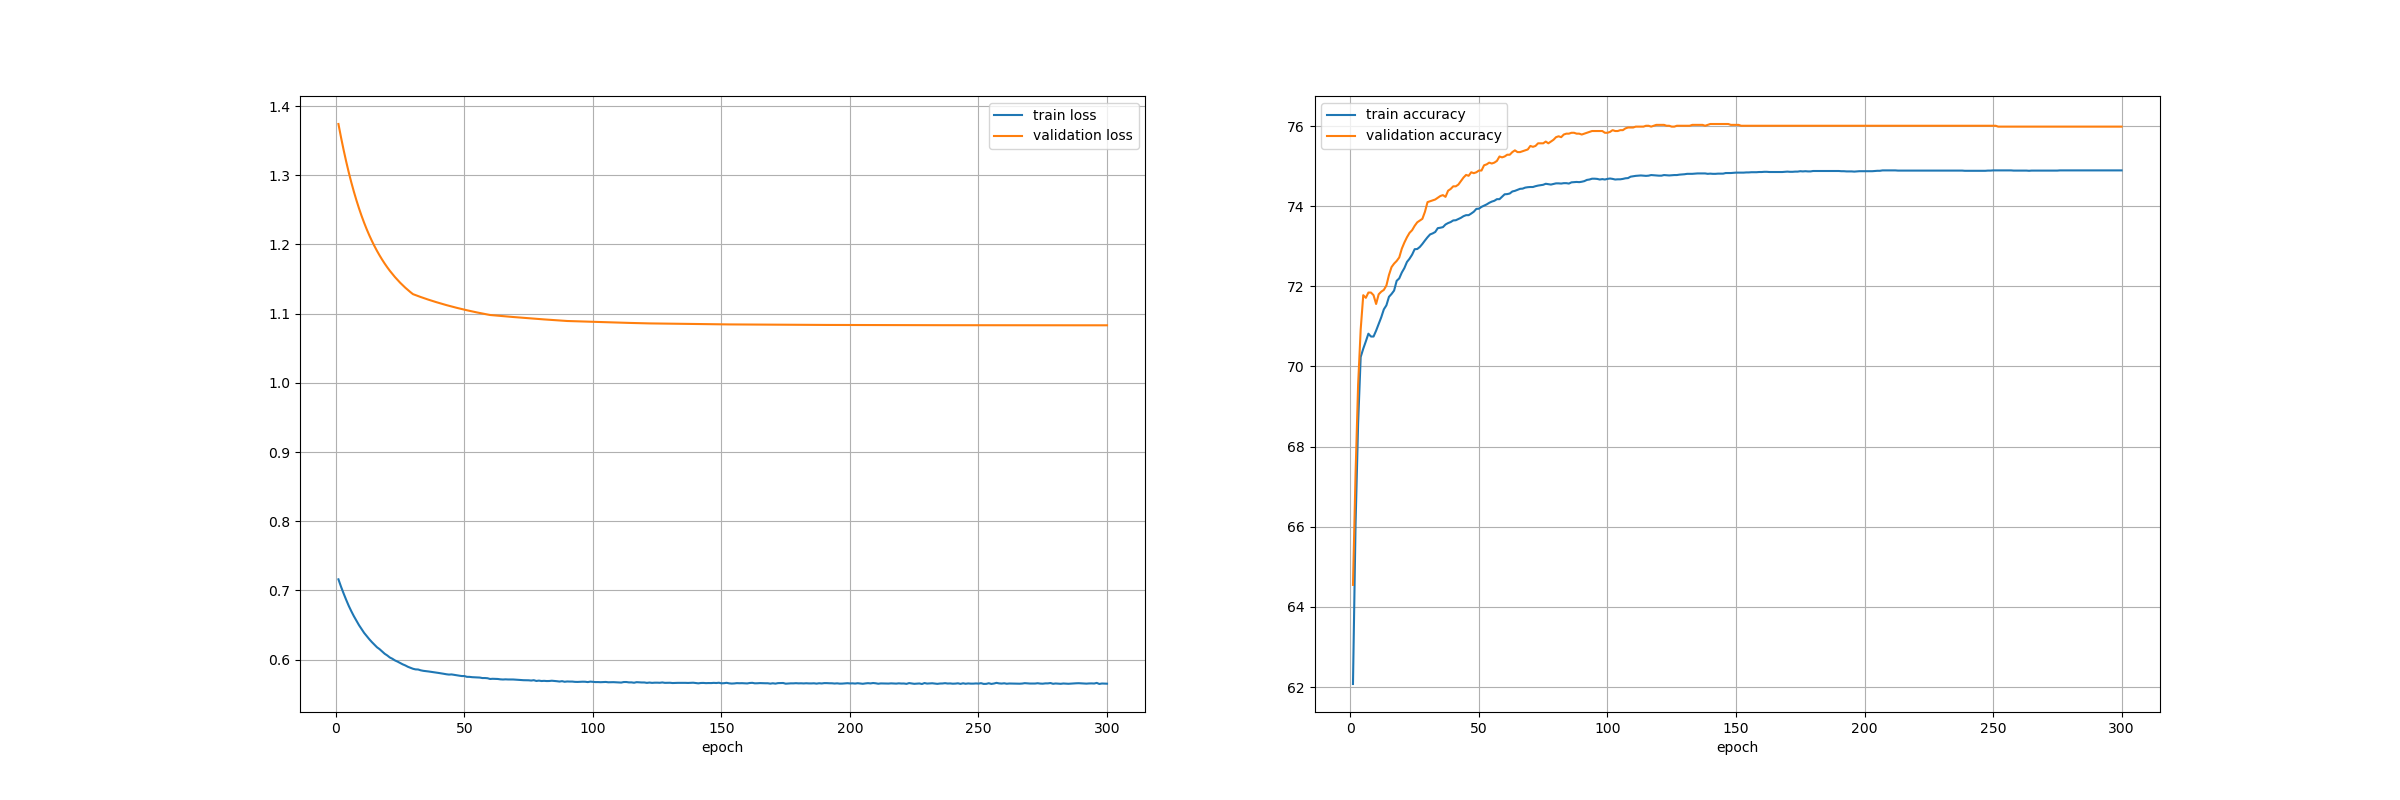 1.4
1.3
1.2
1.1
1.0
0.9
0.8
0.7
0.6
0 50 100 150 200 250 300
epoch
train loss
validation loss
76
74
72
70
68
66
64
62
0 50 100 150 200 250 300
epoch
train accuracy
validation accuracy